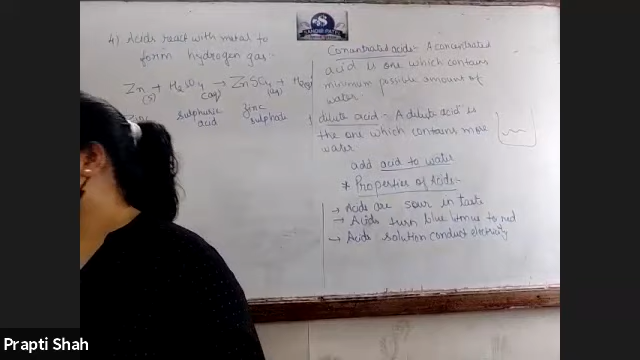 4) Acids react with metal to
form hydrogen gas.
Zn (s) + H2SO4 (aq) → ZnSO4 (aq) + H2(g)
Zinc sulphuric acid zinc sulphate
Concentrated acids:- A concentrated
acid is one which contains
minimum possible amount of
water.
dilute acid:- A dilute acid is
the one which contains more
water
add acid to water
* Properties of Acids:-
→ Acids are sour in taste
→ Acids turn blue litmus to red
→ Acids solution conduct electricity
Prapti Shah